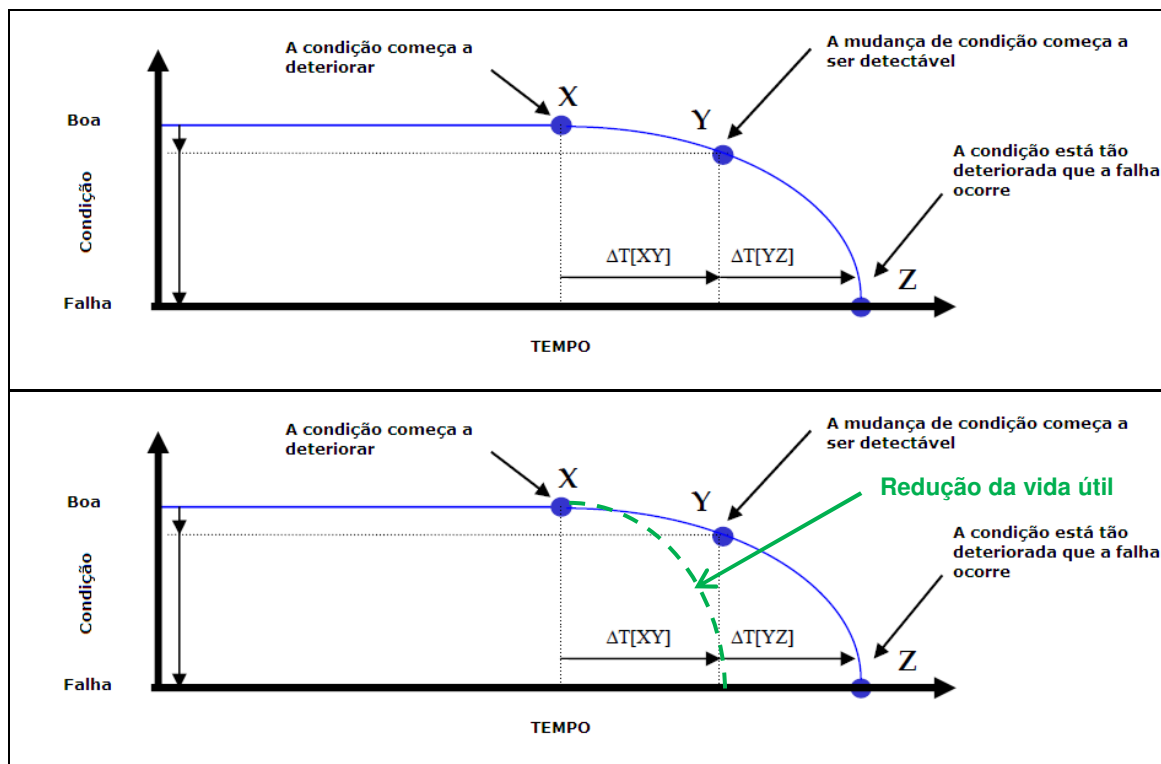 A condição começa a
deteriorar
A mudança de condição começa a
ser detectável
X
Y
Boa
A condição está tão
deteriorada que a falha
ocorre
Condição
ΔT[XY]
ΔT[YZ]
Z
Falha
TEMPO
A condição começa a
deteriorar
A mudança de condição começa a
ser detectável
X
Y
Redução da vida útil
Boa
A condição está tão
deteriorada que a falha
ocorre
Condição
ΔT[XY]
ΔT[YZ]
Z
Falha
TEMPO